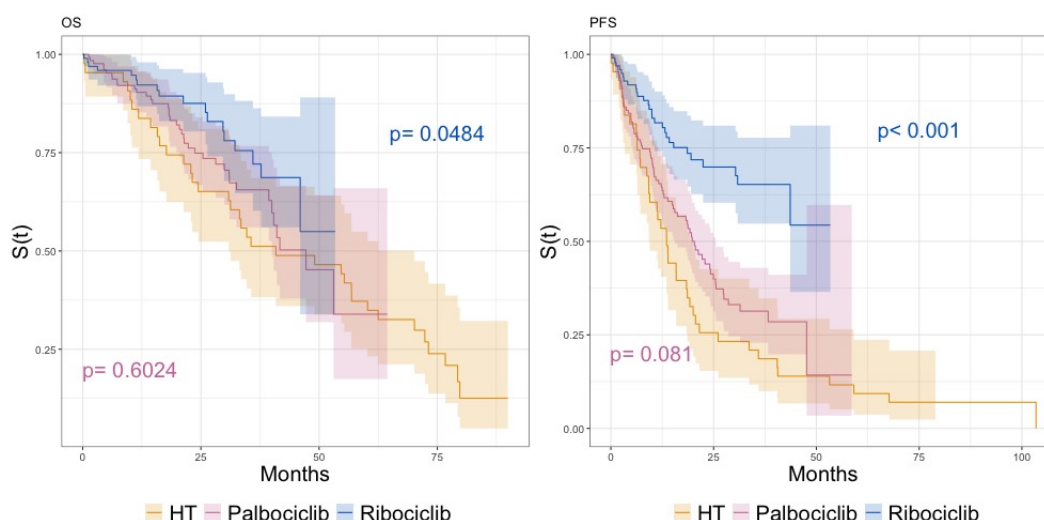 OS
1.00
0.75
0.50
0.25
S(t)
p= 0.0484
p= 0.6024
0
25
50
75
Months
HT Palbociclib Ribociclib
PFS
1.00
0.75
0.50
0.25
0.00
S(t)
p< 0.001
p= 0.081
0
25
50
75
100
Months
HT Palbociclib Ribociclib